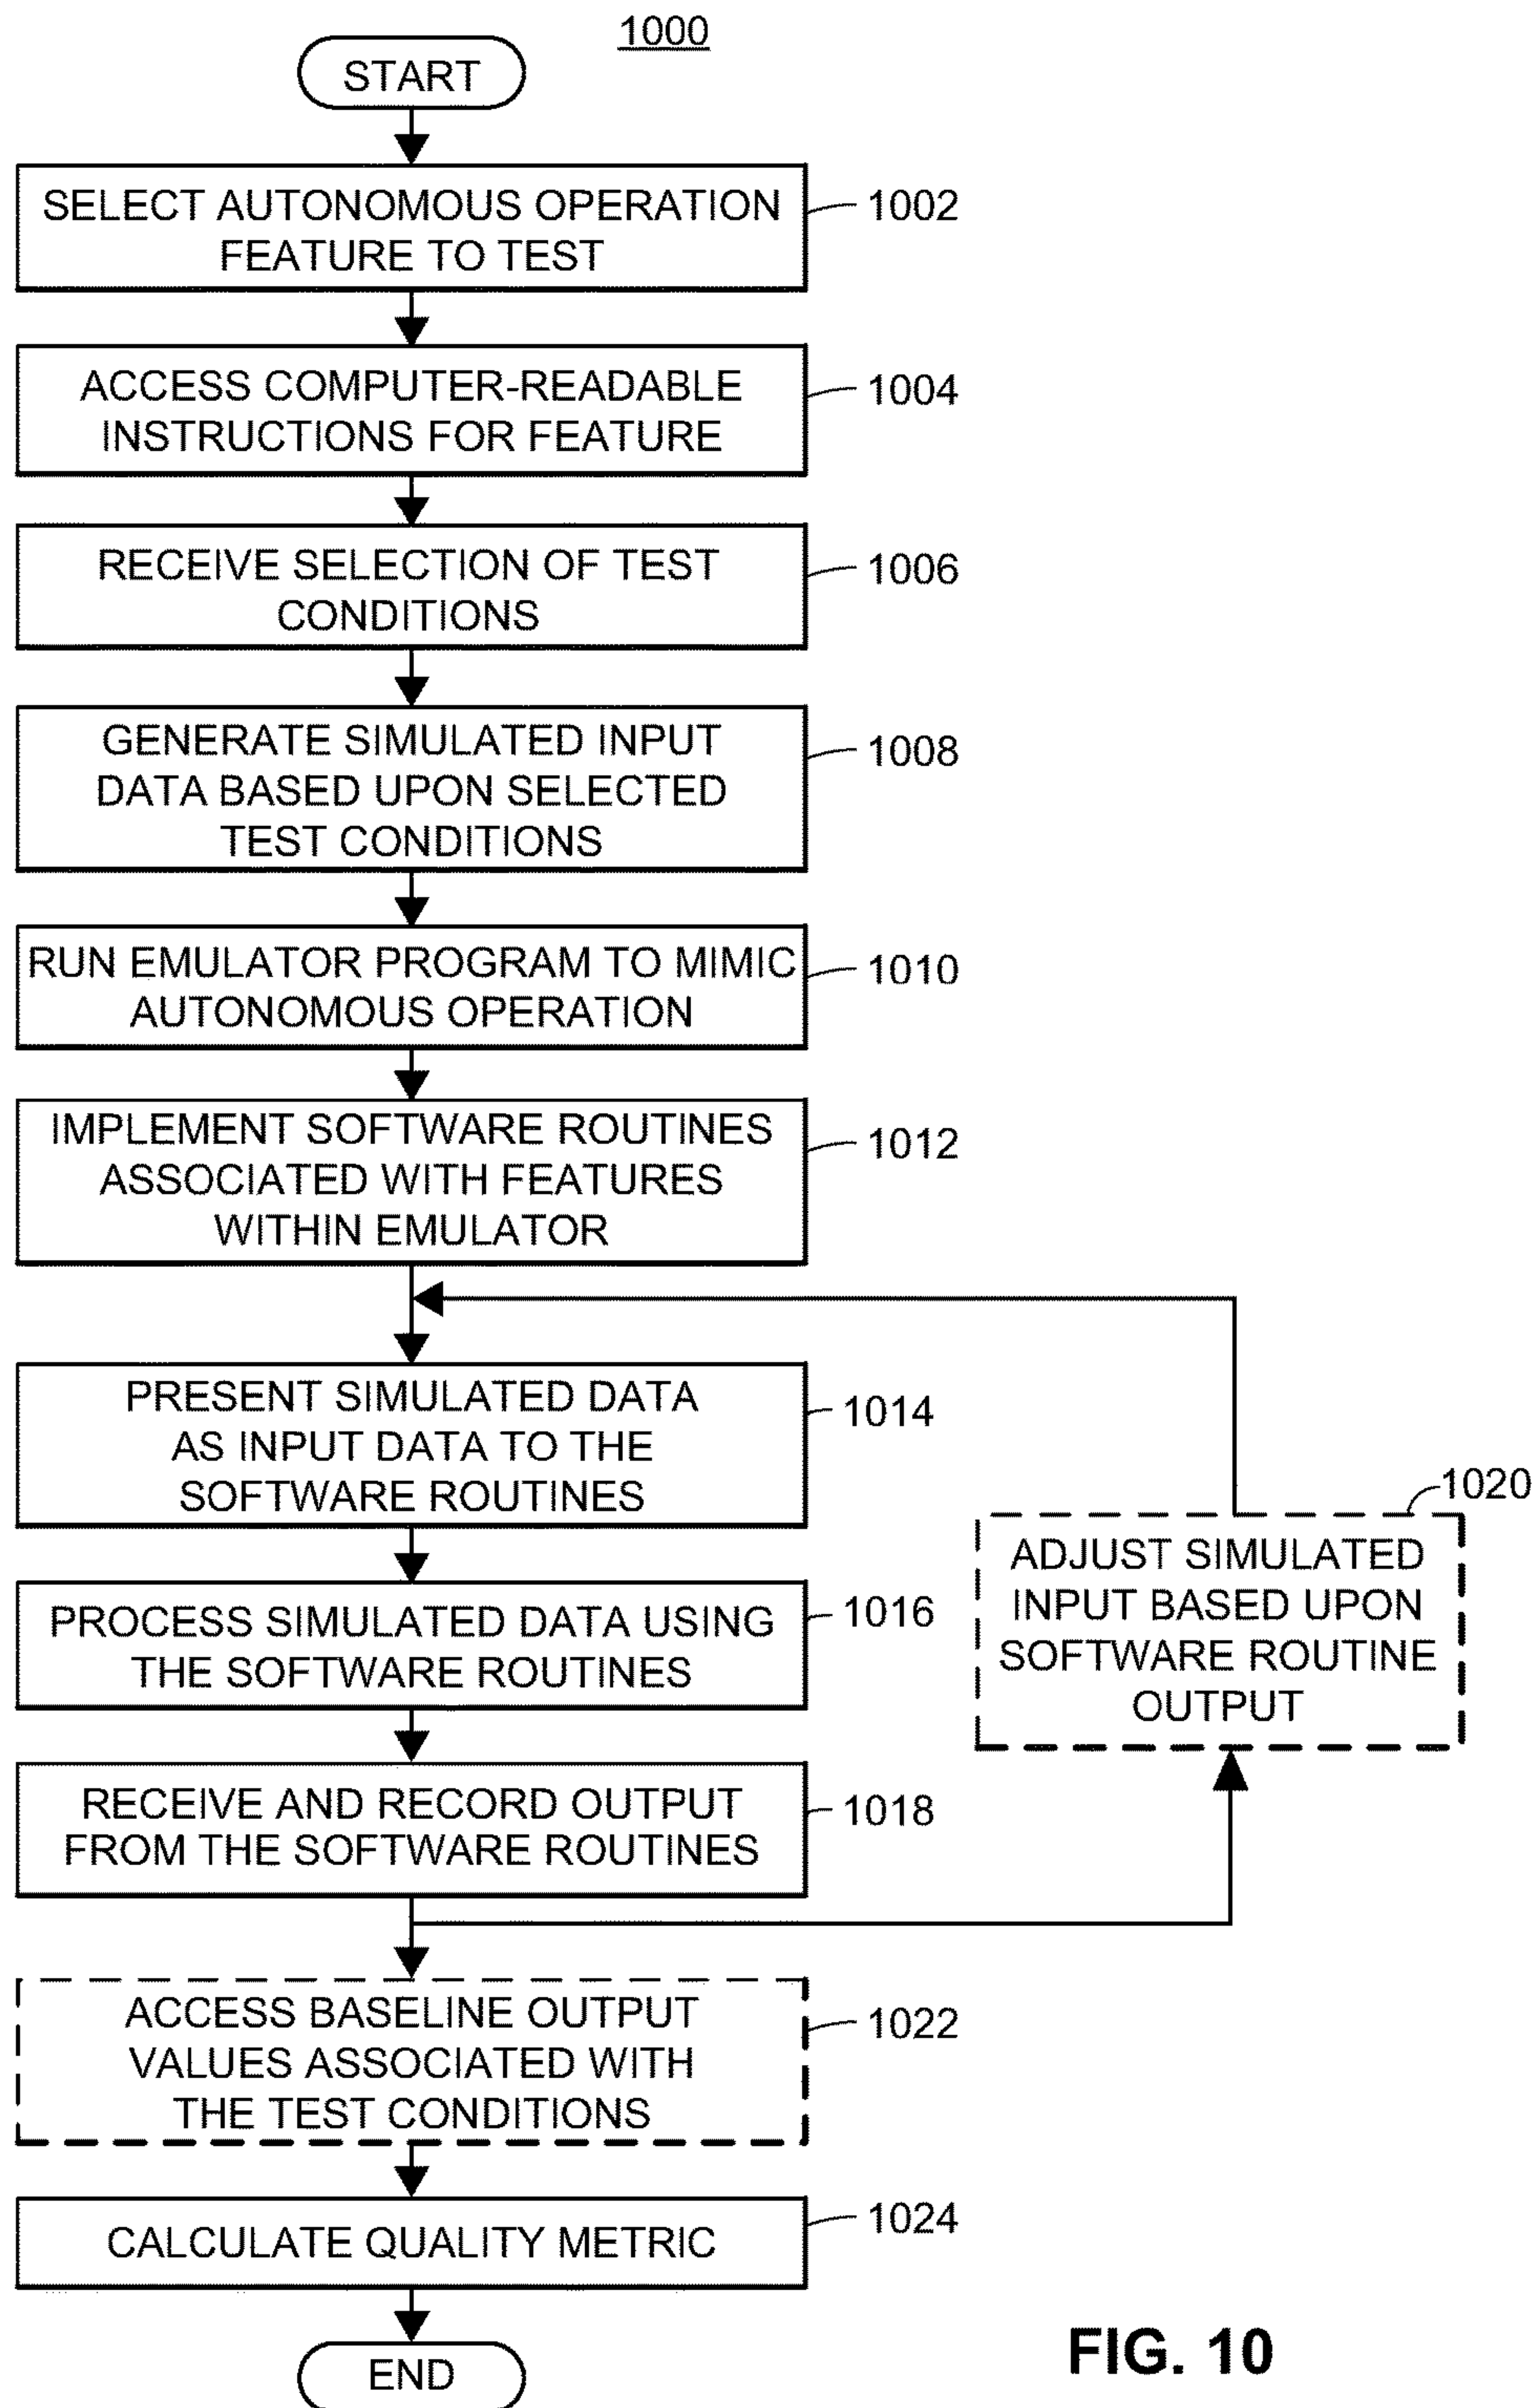 1000
START
SELECT AUTONOMOUS OPERATION
FEATURE TO TEST
1002
ACCESS COMPUTER-READABLE
INSTRUCTIONS FOR FEATURE
1004
RECEIVE SELECTION OF TEST
CONDITIONS
1006
GENERATE SIMULATED INPUT
DATA BASED UPON SELECTED
TEST CONDITIONS
1008
RUN EMULATOR PROGRAM TO MIMIC
AUTONOMOUS OPERATION
1010
IMPLEMENT SOFTWARE ROUTINES
ASSOCIATED WITH FEATURES
WITHIN EMULATOR
1012
PRESENT SIMULATED DATA
AS INPUT DATA TO THE
SOFTWARE ROUTINES
1014
PROCESS SIMULATED DATA USING
THE SOFTWARE ROUTINES
1016
RECEIVE AND RECORD OUTPUT
FROM THE SOFTWARE ROUTINES
1018
1020
ADJUST SIMULATED
INPUT BASED UPON
SOFTWARE ROUTINE
OUTPUT
ACCESS BASELINE OUTPUT
VALUES ASSOCIATED WITH
THE TEST CONDITIONS
1022
CALCULATE QUALITY METRIC
1024
END
FIG. 10